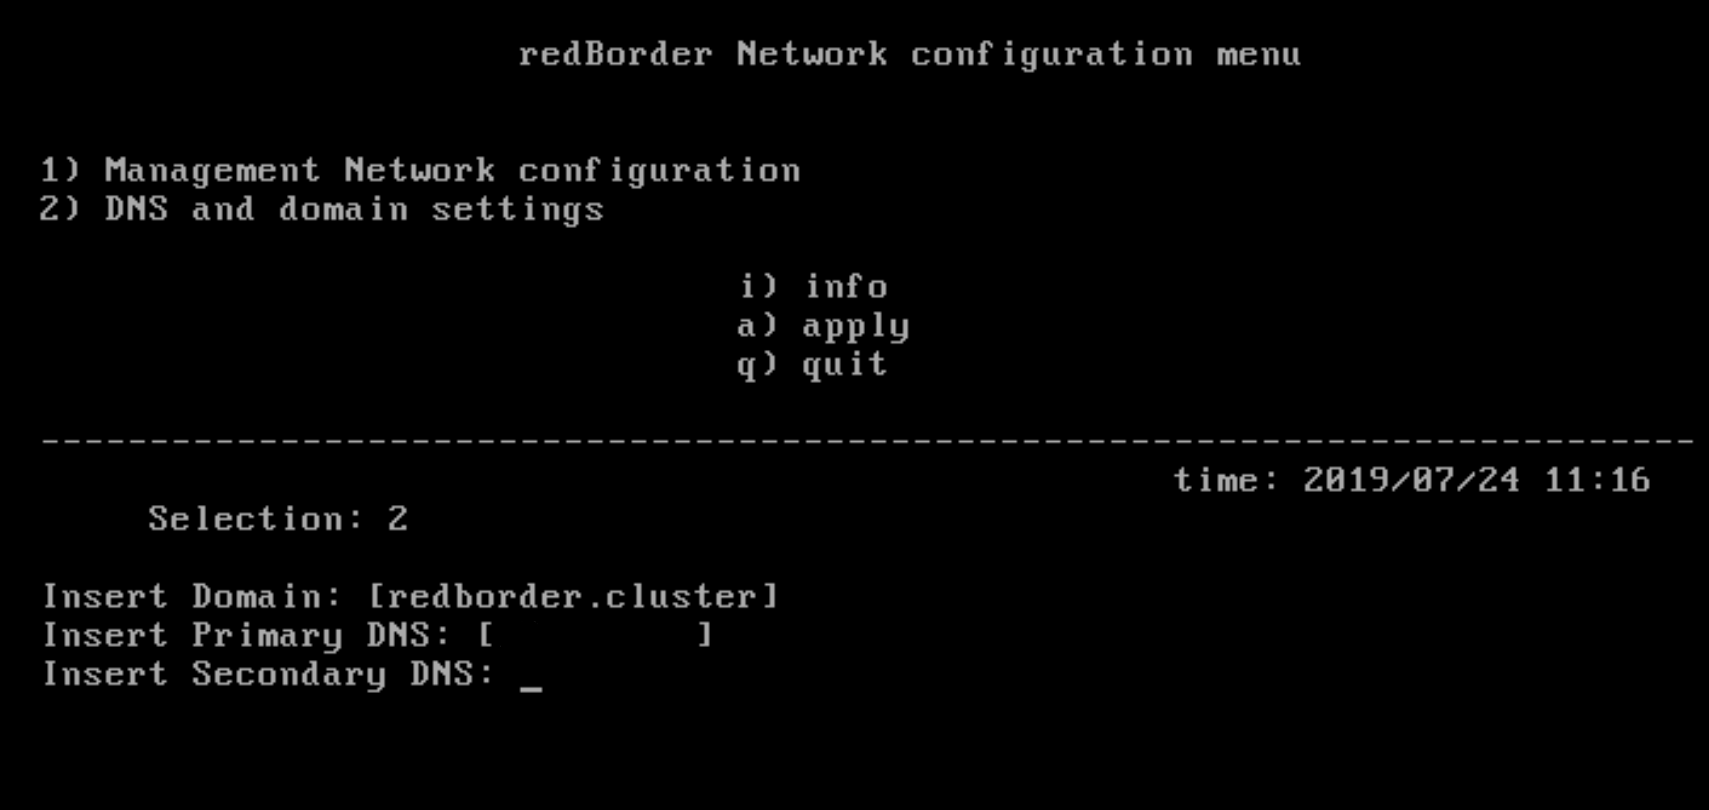 redBorder Network configuration menu
1) Management Network configuration
2) DNS and domain settings
i) info
a) apply
q) quit
----------------------------------------------------------------------------
time: 2019/07/24 11:16
Selection: 2
Insert Domain: [redborder.cluster]
Insert Primary DNS: [         ]
Insert Secondary DNS: _